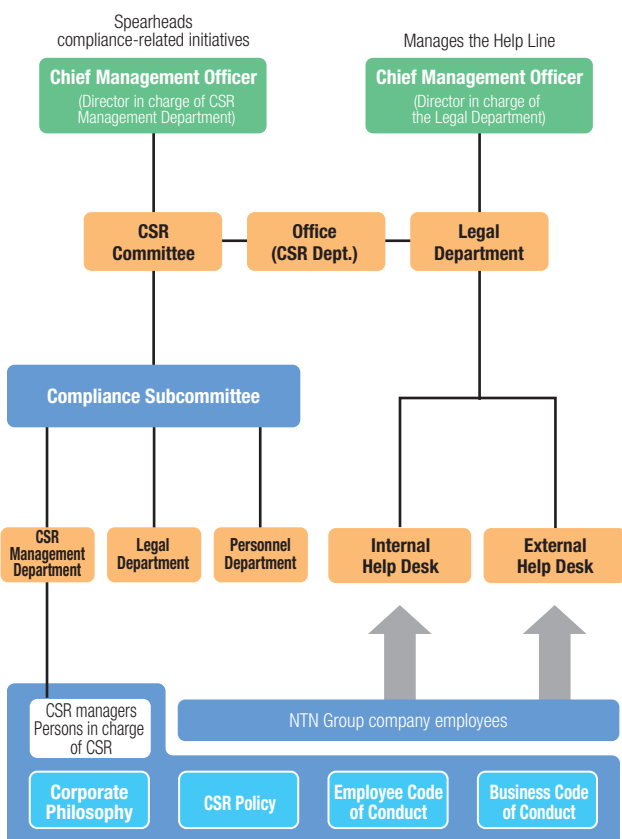 Spearheads
compliance-related initiatives
Chief Management Officer
(Director in charge of CSR
Management Department)
Manages the Help Line
Chief Management Officer
(Director in charge of
the Legal Department)
CSR
Committee
Office
(CSR Dept.)
Legal
Department
Compliance Subcommittee
CSR
Management
Department
Legal
Department
Personnel
Department
Internal
Help Desk
External
Help Desk
CSR managers
Persons in charge
of CSR
NTN Group company employees
Corporate
Philosophy
CSR Policy
Employee Code
of Conduct
Business Code
of Conduct